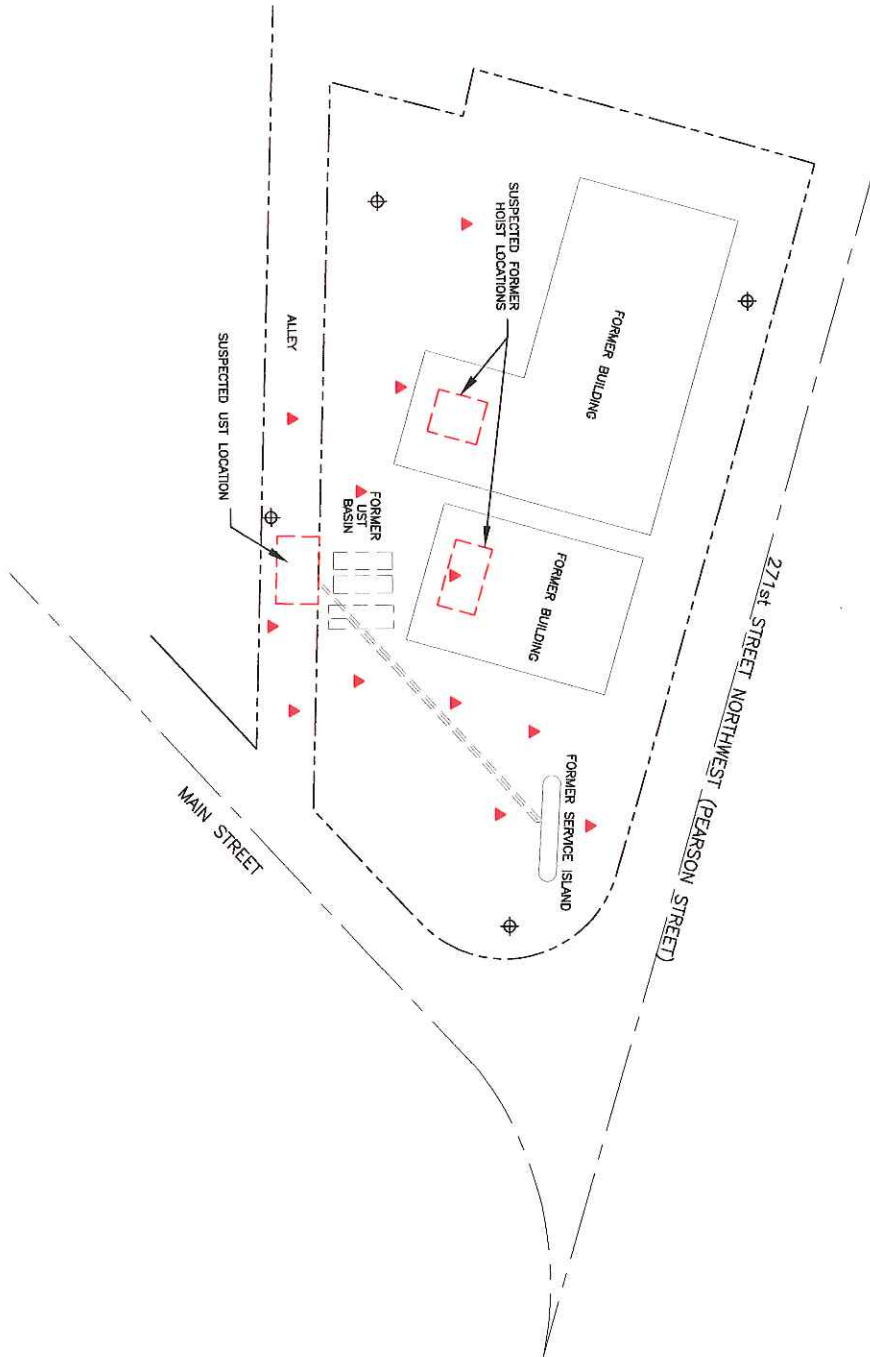 271st STREET NORTHWEST (PEARSON STREET)
FORMER BUILDING
SUSPECTED FORMER
HOIST LOCATIONS
FORMER BUILDING
FORMER SERVICE ISLAND
FORMER
UST
BASIN
ALLEY
SUSPECTED UST LOCATION
MAIN STREET